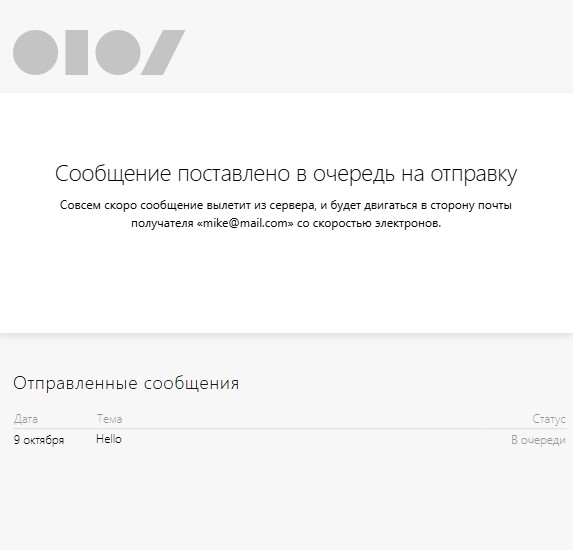 Сообщение поставлено в очередь на отправку
Совсем скоро сообщение вылетит из сервера, и будет двигаться в сторону почты
получателя «mike@mail.com» со скоростью электронов.
Отправленные сообщения
Дата Тема Статус
9 октября Hello В очереди